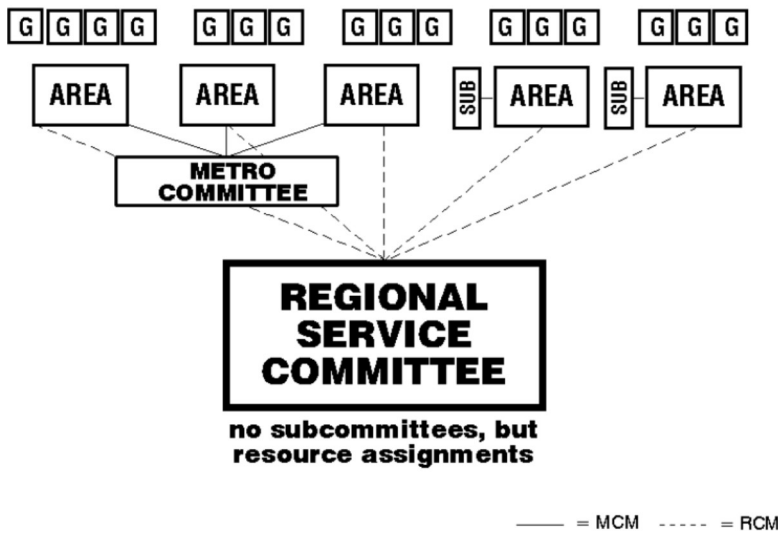 G G G G G G G G G G G G G G G G
AREA AREA AREA SUB AREA SUB AREA
METRO
COMMITTEE
REGIONAL
SERVICE
COMMITTEE
no subcommittees, but
resource assignments
= MCM = RCM